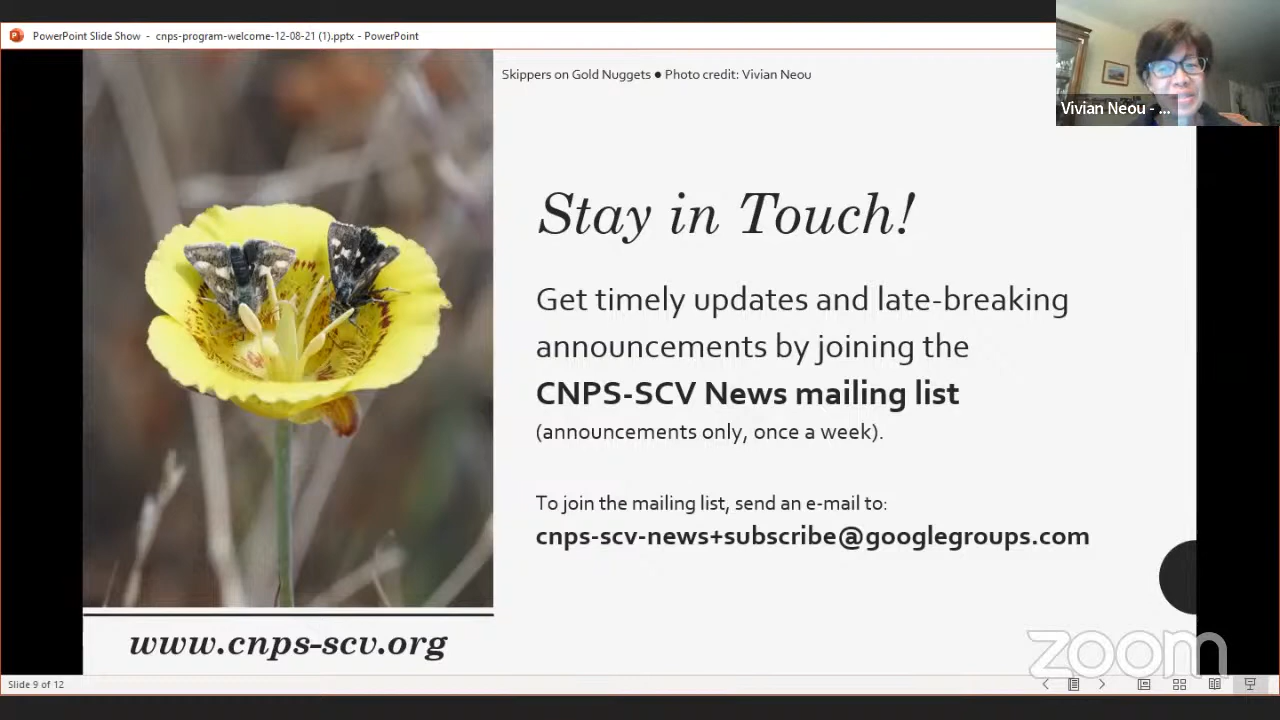 PowerPoint Slide Show - cnps-program-welcome-12-08-21 (1).pptx - PowerPoint
Skippers on Gold Nuggets ● Photo credit: Vivian Neou
Vivian Neou - ...
Stay in Touch!
Get timely updates and late-breaking
announcements by joining the
CNPS-SCV News mailing list
(announcements only, once a week).
To join the mailing list, send an e-mail to:
cnps-scv-news+subscribe@googlegroups.com
www.cnps-scv.org
zoom
Slide 9 of 12